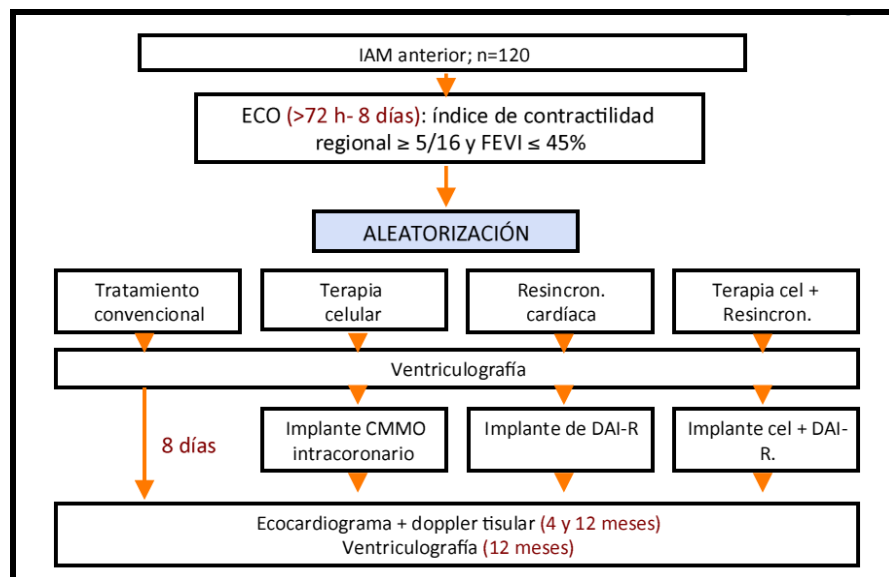 IAM anterior; n=120
ECO (>72 h- 8 días): índice de contractilidad
regional ≥ 5/16 y FEVI ≤ 45%
ALEATORIZACIÓN
Tratamiento
convencional
Terapia
celular
Resincron.
cardíaca
Terapia cel +
Resincron.
Ventriculografía
8 días
Implante CMMO
intracoronario
Implante de DAI-R
Implante cel + DAI-
R.
Ecocardiograma + doppler tisular (4 y 12 meses)
Ventriculografía (12 meses)